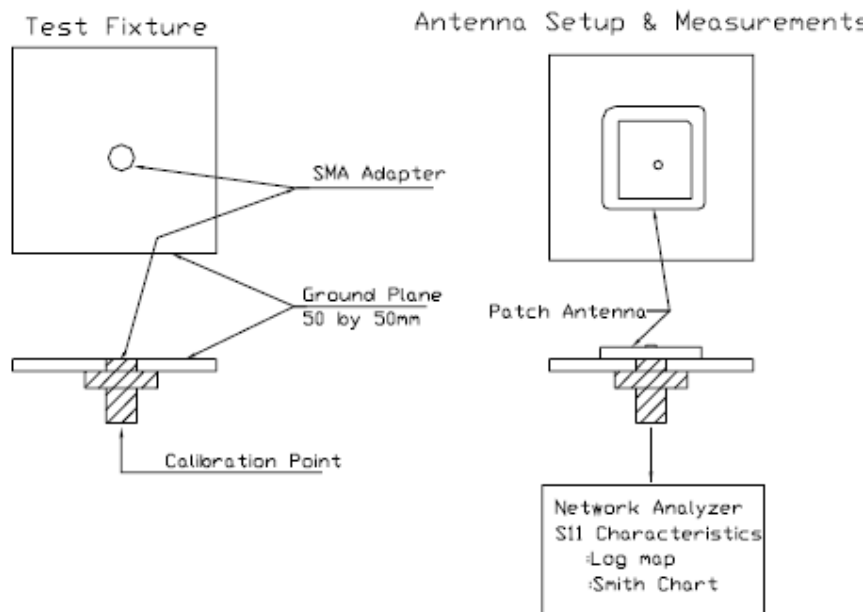 Test Fixture
Antenna Setup & Measurements
SMA Adapter
Ground Plane
50 by 50mm
Patch Antenna
Calibration Point
Network Analyzer
S11 Characteristics
:Log map
:Smith Chart